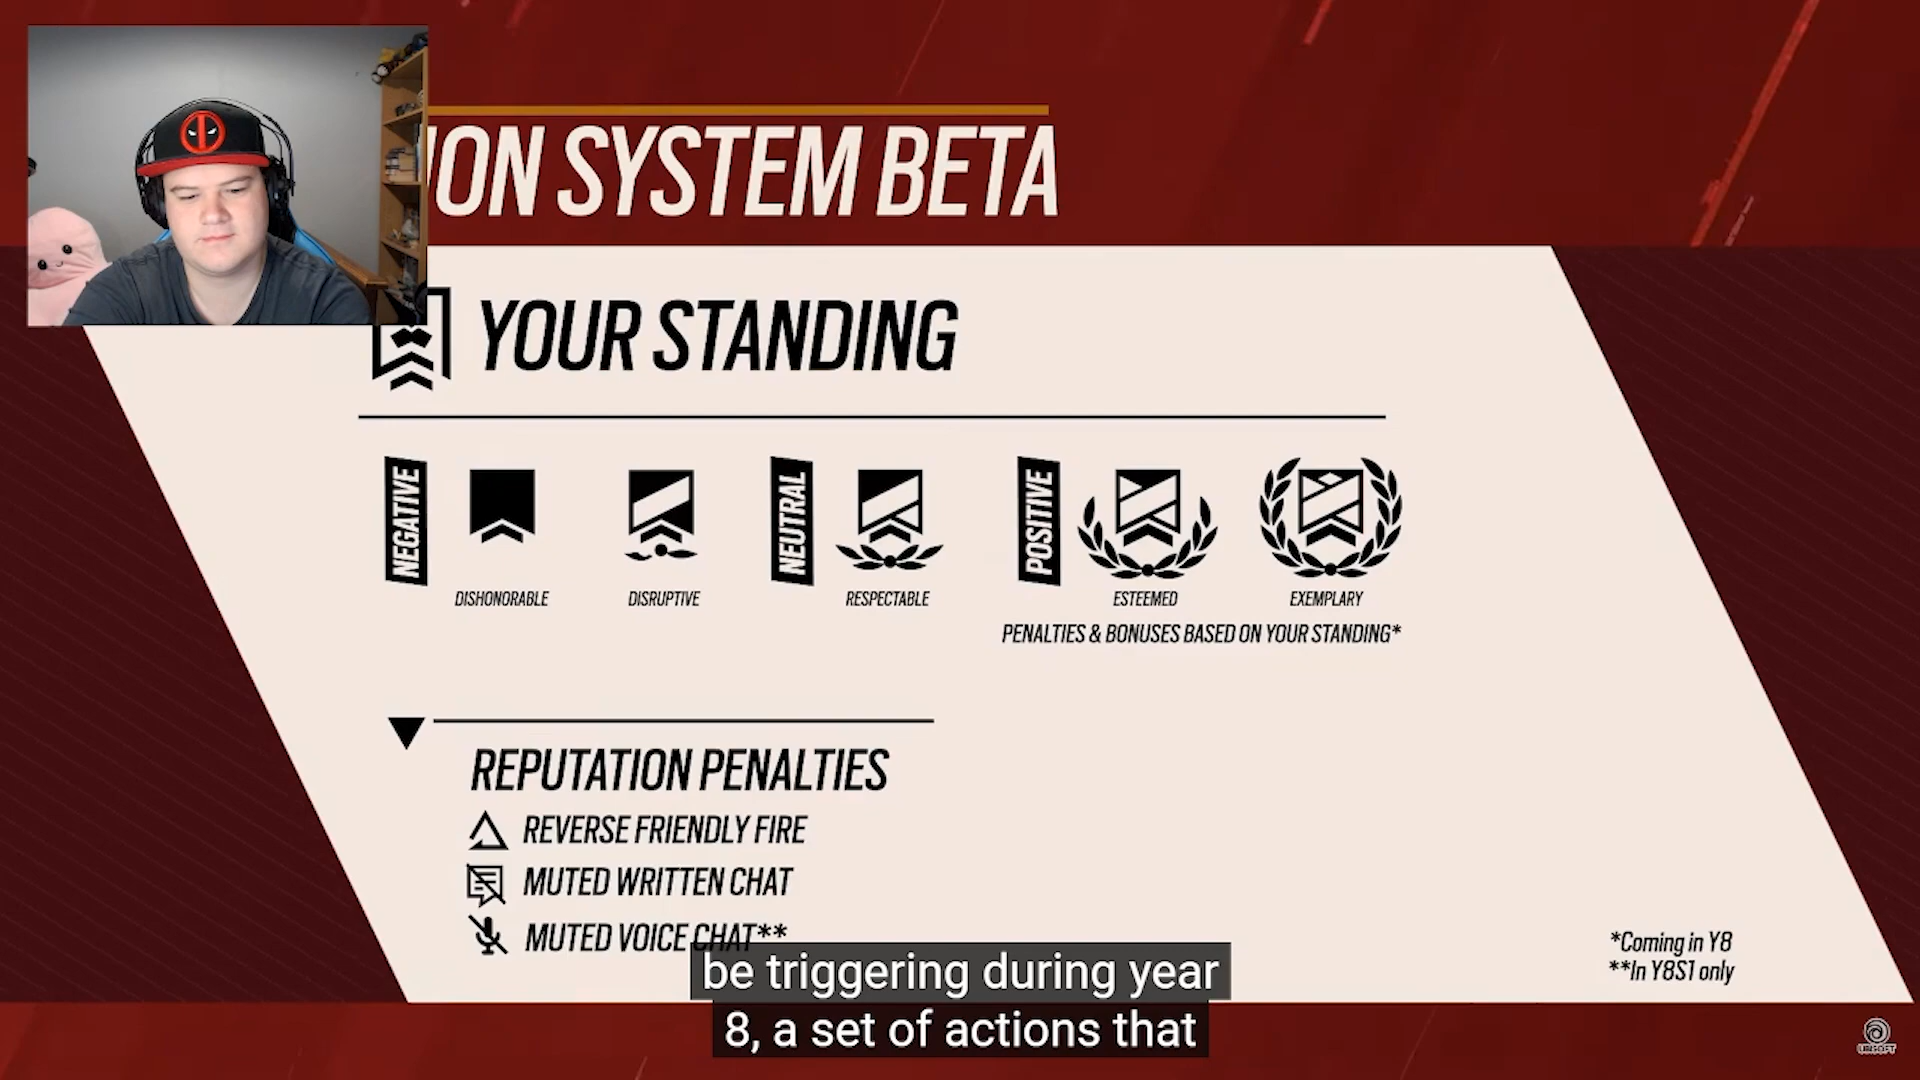 ION SYSTEM BETA
YOUR STANDING
NEGATIVE
DISHONORABLE
DISRUPTIVE
NEUTRAL
RESPECTABLE
POSITIVE
ESTEEMED
EXEMPLARY
PENALTIES & BONUSES BASED ON YOUR STANDING*
REPUTATION PENALTIES
REVERSE FRIENDLY FIRE
MUTED WRITTEN CHAT
MUTED VOICE CHAT**
*Coming in Y8
**In Y8S1 only
be triggering during year
8, a set of actions that
UBISOFT